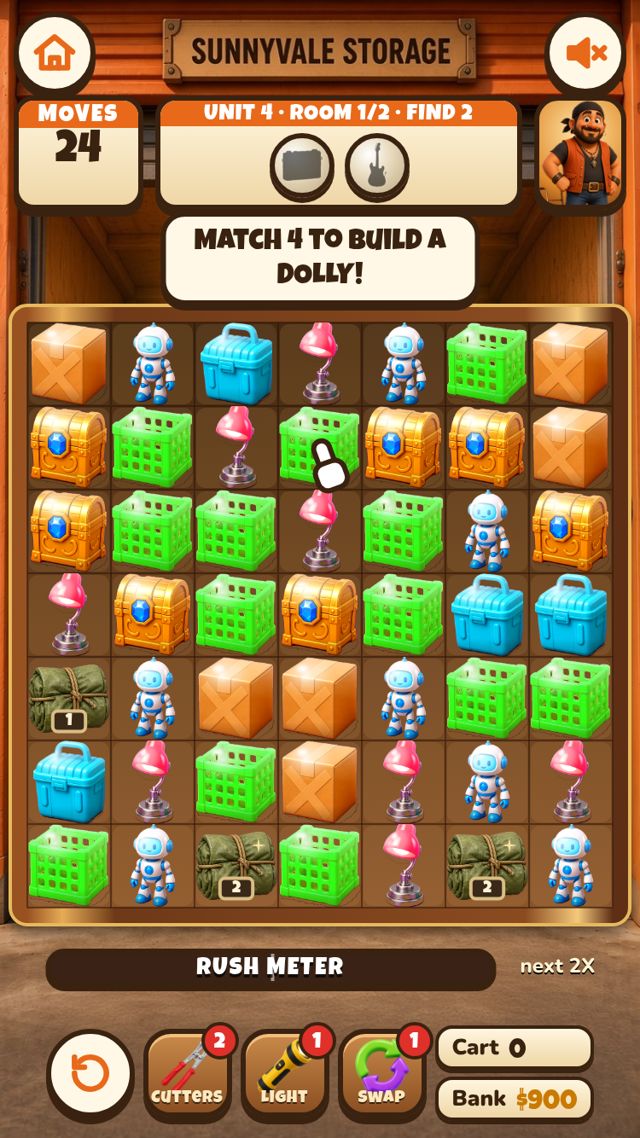 SUNNYVALE STORAGE
MOVES
24
UNIT 4 · ROOM 1/2 · FIND 2
MATCH 4 TO BUILD A
DOLLY!
1
2
2
RUSH METER
next 2X
2
CUTTERS
1
LIGHT
1
SWAP
Cart 0
Bank $900